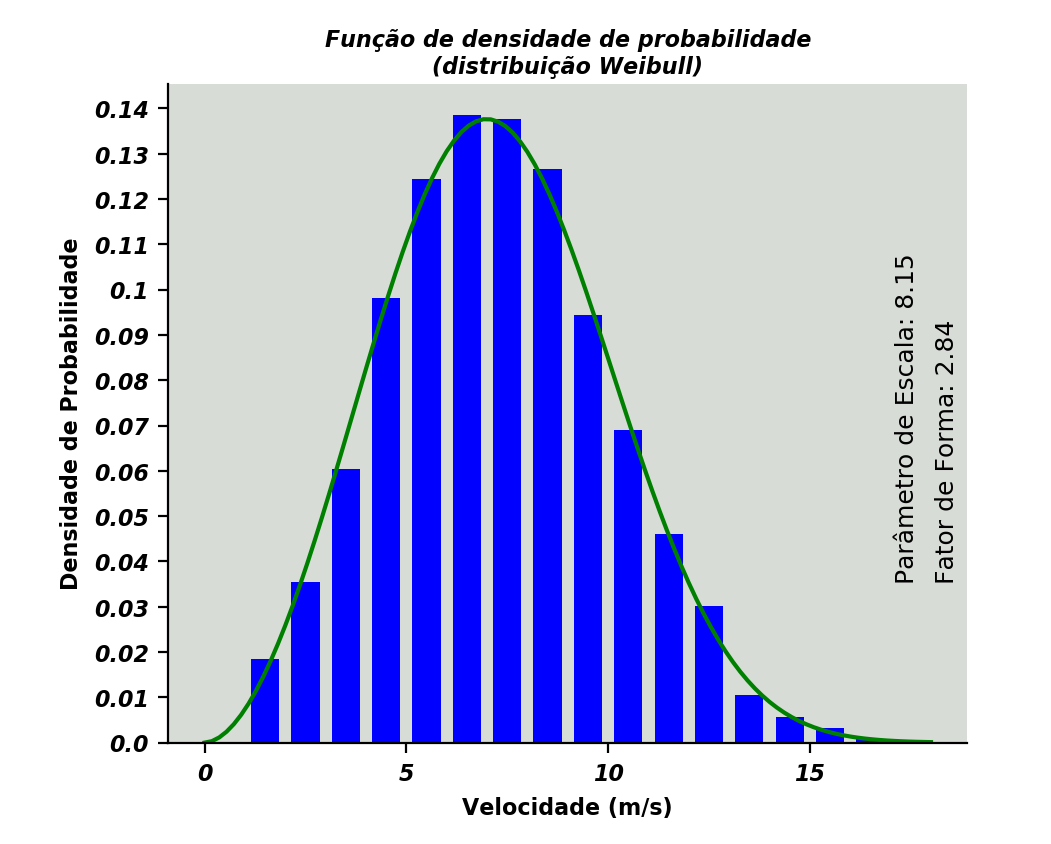 Função de densidade de probabilidade
(distribuição Weibull)
Densidade de Probabilidade
0.14
0.13
0.12
0.11
0.1
0.09
0.08
0.07
0.06
0.05
0.04
0.03
0.02
0.01
0.0
Parâmetro de Escala: 8.15
Fator de Forma: 2.84
0 5 10 15
Velocidade (m/s)